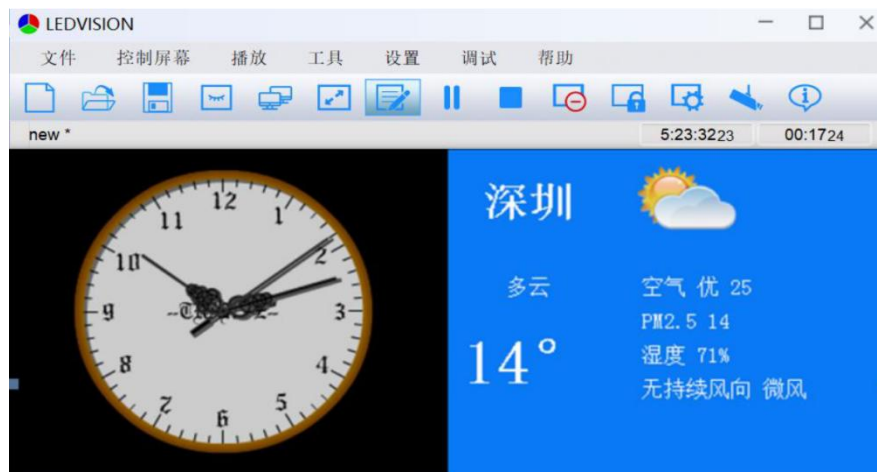 LEDVISION
文件 控制屏幕 播放 工具 设置 调试 帮助
new *
5:23:3223 00:1724
12
11 1
10 2
9 3
8 4
7 5
6
深圳
多云
14°
空气 优 25
PM2.5 14
湿度 71%
无持续风向 微风